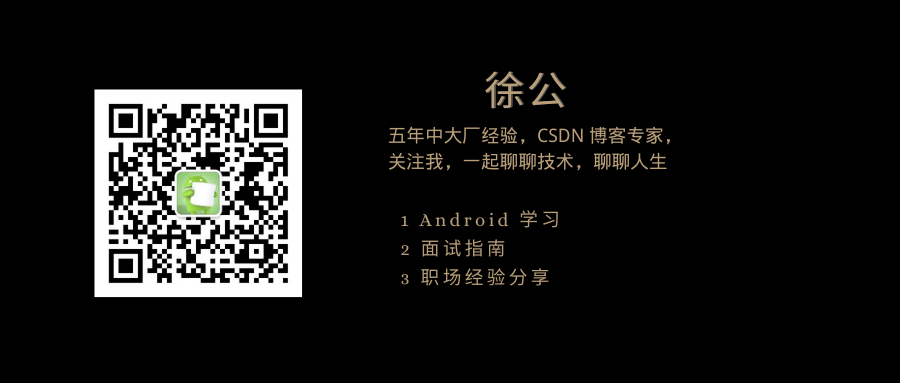 徐公
五年中大厂经验，CSDN 博客专家，
关注我，一起聊聊技术，聊聊人生
1 Android 学习
2 面试指南
3 职场经验分享